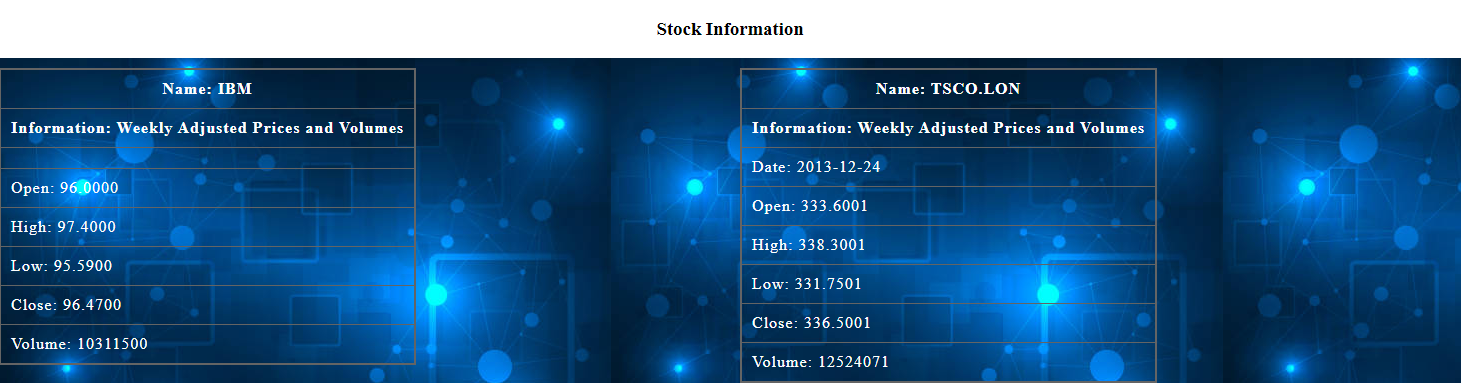 Stock Information
Name: IBM
Information: Weekly Adjusted Prices and Volumes
Open: 96.0000
High: 97.4000
Low: 95.5900
Close: 96.4700
Volume: 10311500
Name: TSCO.LON
Information: Weekly Adjusted Prices and Volumes
Date: 2013-12-24
Open: 333.6001
High: 338.3001
Low: 331.7501
Close: 336.5001
Volume: 12524071